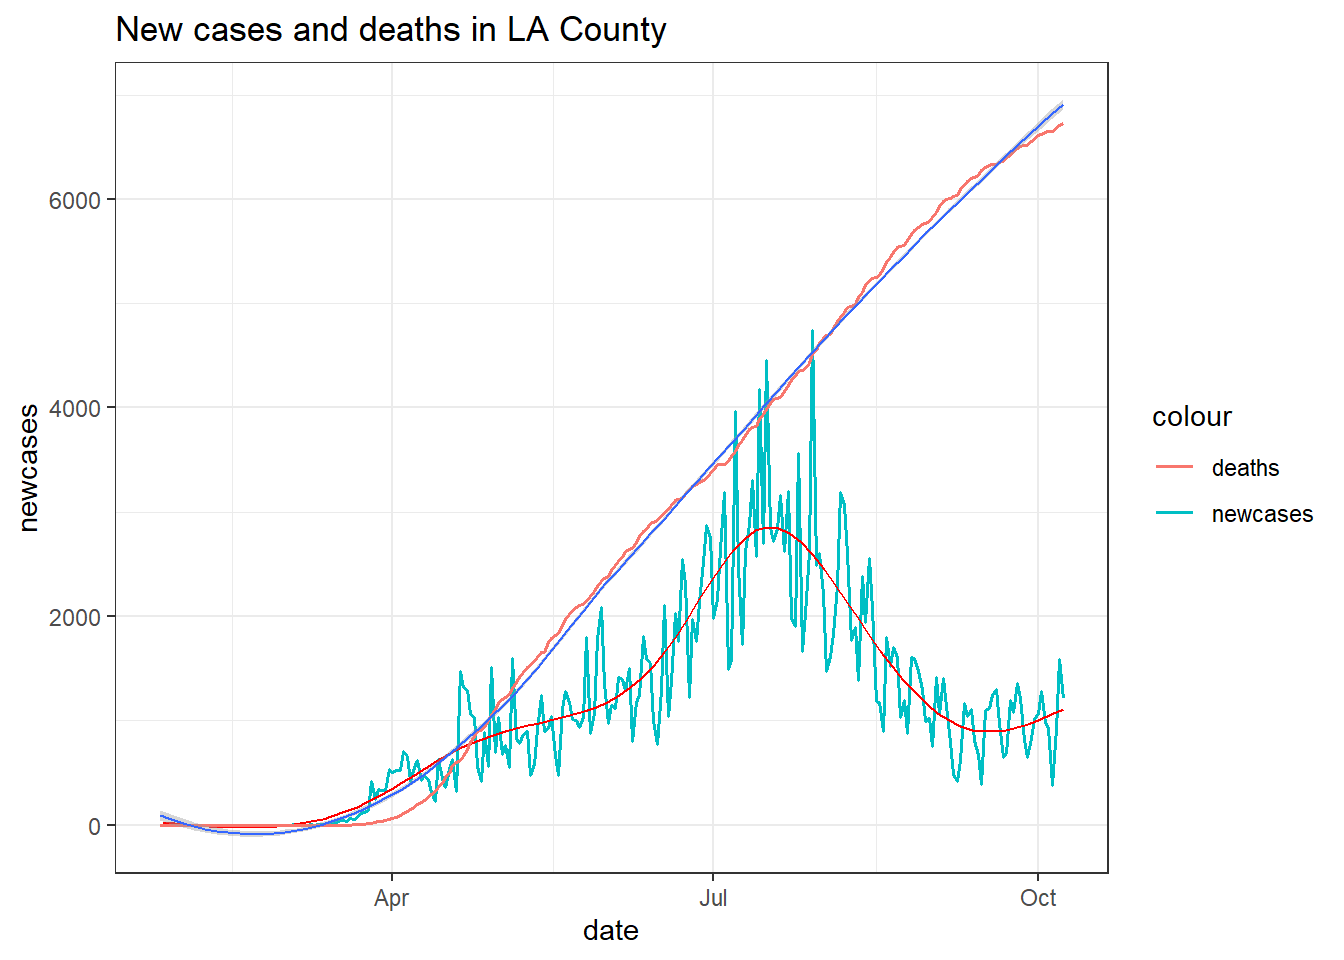 New cases and deaths in LA County
newcases
6000
4000
2000
0
Apr
Jul
Oct
date
colour
deaths
newcases